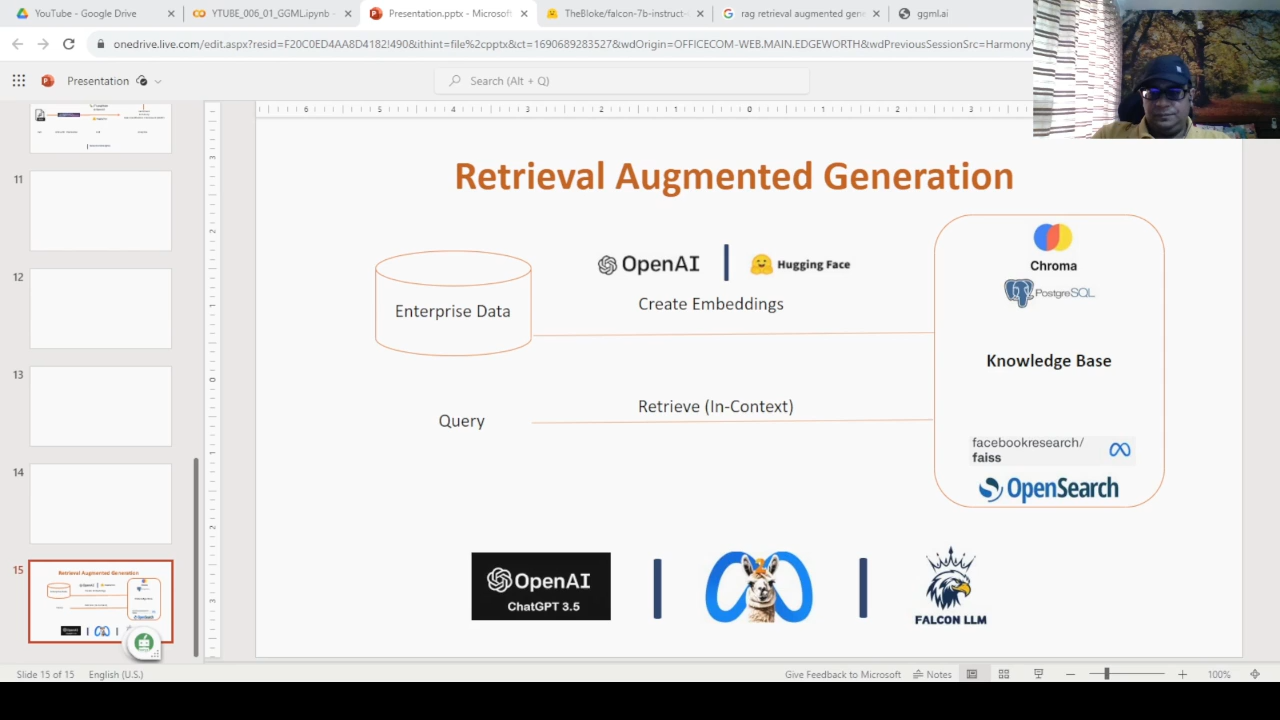 YouTube - Google Drive
YTUBE_006_01_GGML.ipynb -
Presentation.pptx - Microsoft
TheBloke/falcon-7b-instruct-
rag retrieval augmented gen
ggml.ai
Presentation
Search (Alt + Q)
11
12
13
14
15
Retrieval Augmented Generation
OpenAI
Hugging Face
Create Embeddings
Enterprise Data
Chroma
PostgreSQL
Knowledge Base
Retrieve (In-Context)
Query
facebookresearch/
faiss
OpenSearch
OpenAI
ChatGPT 3.5
FALCON LLM
Slide 15 of 15
English (U.S.)
Give Feedback to Microsoft
Notes
100%